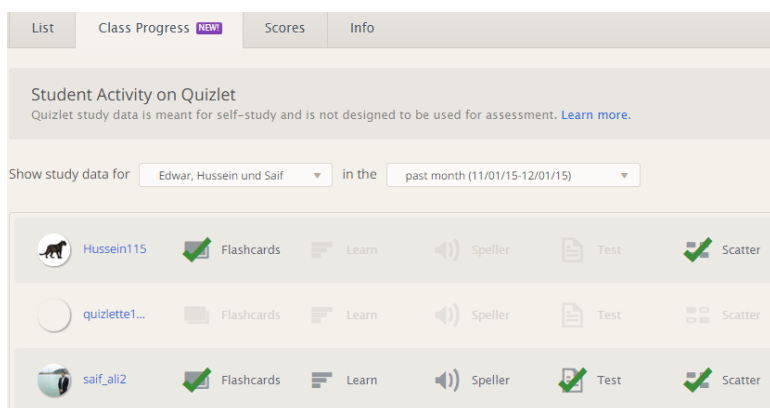 List Class Progress NEW! Scores Info
Student Activity on Quizlet
Quizlet study data is meant for self-study and is not designed to be used for assessment. Learn more.
Show study data for Edwar, Hussein und Saif in the past month (11/01/15-12/01/15)
Hussein115 Flashcards Learn Speller Test Scatter
quizlette1... Flashcards Learn Speller Test Scatter
saif_ali2 Flashcards Learn Speller Test Scatter